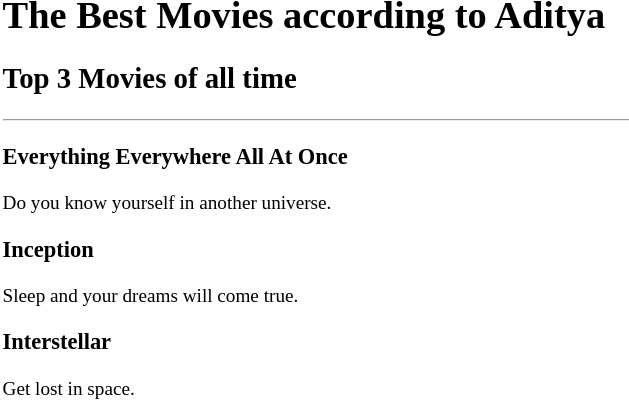 The Best Movies according to Aditya
Top 3 Movies of all time
Everything Everywhere All At Once
Do you know yourself in another universe.
Inception
Sleep and your dreams will come true.
Interstellar
Get lost in space.